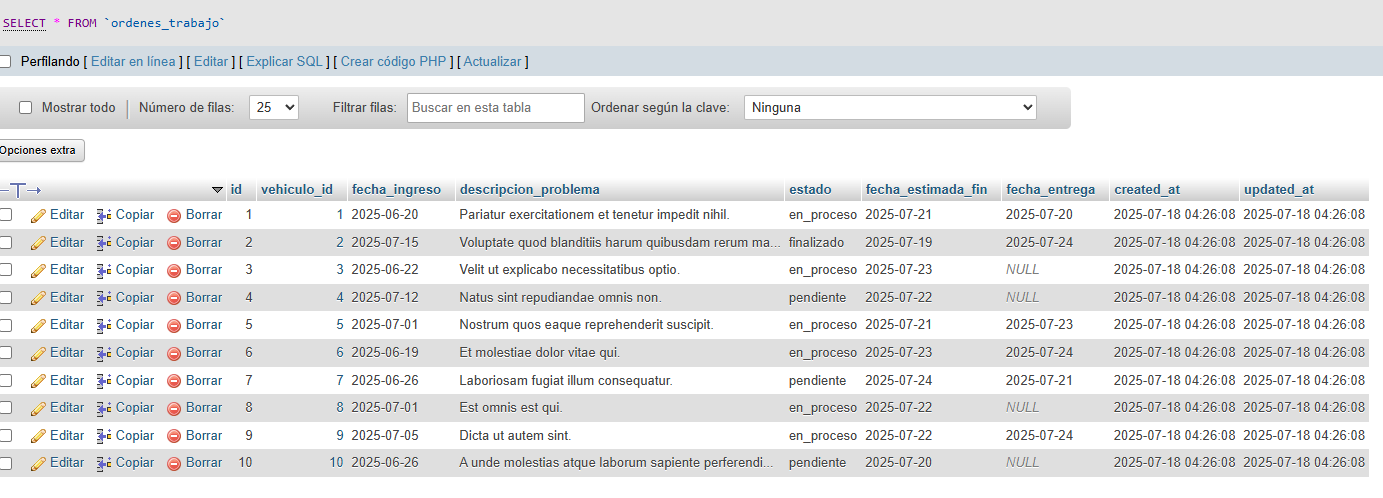 SELECT * FROM `ordenes_trabajo`
Perfilando [ Editar en línea ] [ Editar ] [ Explicar SQL ] [ Crear código PHP ] [ Actualizar ]
Mostrar todo Número de filas: 25 Filtrar filas: Buscar en esta tabla Ordenar según la clave: Ninguna
Opciones extra
id vehiculo_id fecha_ingreso descripcion_problema estado fecha_estimada_fin fecha_entrega created_at updated_at
Editar Copiar Borrar 1 1 2025-06-20 Pariatur exercitationem et tenetur impedit nihil. en_proceso 2025-07-21 2025-07-20 2025-07-18 04:26:08 2025-07-18 04:26:08
Editar Copiar Borrar 2 2 2025-07-15 Voluptate quod blanditiis harum quibusdam rerum ma... finalizado 2025-07-19 2025-07-24 2025-07-18 04:26:08 2025-07-18 04:26:08
Editar Copiar Borrar 3 3 2025-06-22 Velit ut explicabo necessitatibus optio. en_proceso 2025-07-23 NULL 2025-07-18 04:26:08 2025-07-18 04:26:08
Editar Copiar Borrar 4 4 2025-07-12 Natus sint repudiandae omnis non. pendiente 2025-07-22 NULL 2025-07-18 04:26:08 2025-07-18 04:26:08
Editar Copiar Borrar 5 5 2025-07-01 Nostrum quos eaque reprehenderit suscipit. en_proceso 2025-07-21 2025-07-23 2025-07-18 04:26:08 2025-07-18 04:26:08
Editar Copiar Borrar 6 6 2025-06-19 Et molestiae dolor vitae qui. en_proceso 2025-07-23 2025-07-24 2025-07-18 04:26:08 2025-07-18 04:26:08
Editar Copiar Borrar 7 7 2025-06-26 Laboriosam fugiat illum consequatur. pendiente 2025-07-24 2025-07-21 2025-07-18 04:26:08 2025-07-18 04:26:08
Editar Copiar Borrar 8 8 2025-07-01 Est omnis est qui. en_proceso 2025-07-22 NULL 2025-07-18 04:26:08 2025-07-18 04:26:08
Editar Copiar Borrar 9 9 2025-07-05 Dicta ut autem sint. en_proceso 2025-07-22 2025-07-24 2025-07-18 04:26:08 2025-07-18 04:26:08
Editar Copiar Borrar 10 10 2025-06-26 A unde molestias atque laborum sapiente perferendi... pendiente 2025-07-20 NULL 2025-07-18 04:26:08 2025-07-18 04:26:08